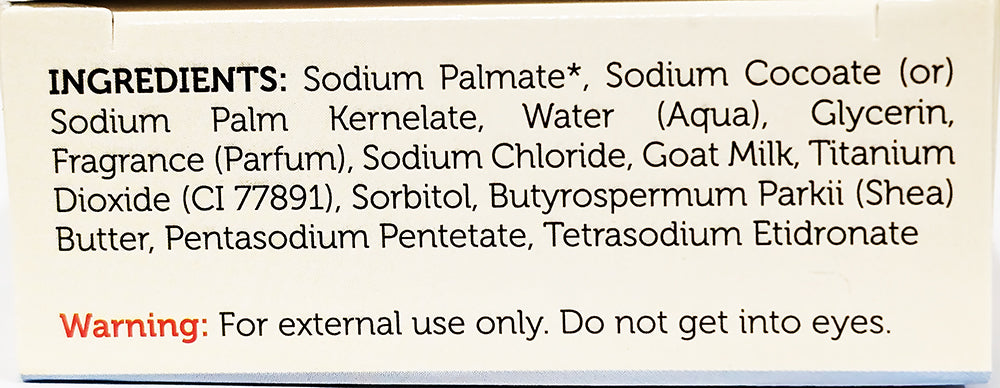 INGREDIENTS: Sodium Palmate*, Sodium Cocoate (or)
Sodium Palm Kernelate, Water (Aqua), Glycerin,
Fragrance (Parfum), Sodium Chloride, Goat Milk, Titanium
Dioxide (CI 77891), Sorbitol, Butyrospermum Parkii (Shea)
Butter, Pentasodium Pentetate, Tetrasodium Etidronate
Warning: For external use only. Do not get into eyes.